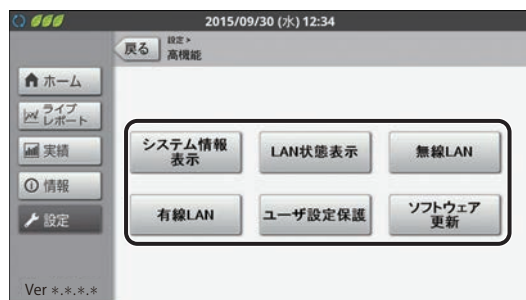 2015/09/30 (水) 12:34
戻る
設定 >
高機能
ホーム
ライブ
レポート
実績
情報
設定
システム情報
表示
LAN状態表示
無線LAN
有線LAN
ユーザ設定保護
ソフトウェア
更新
Ver *.*.*.*